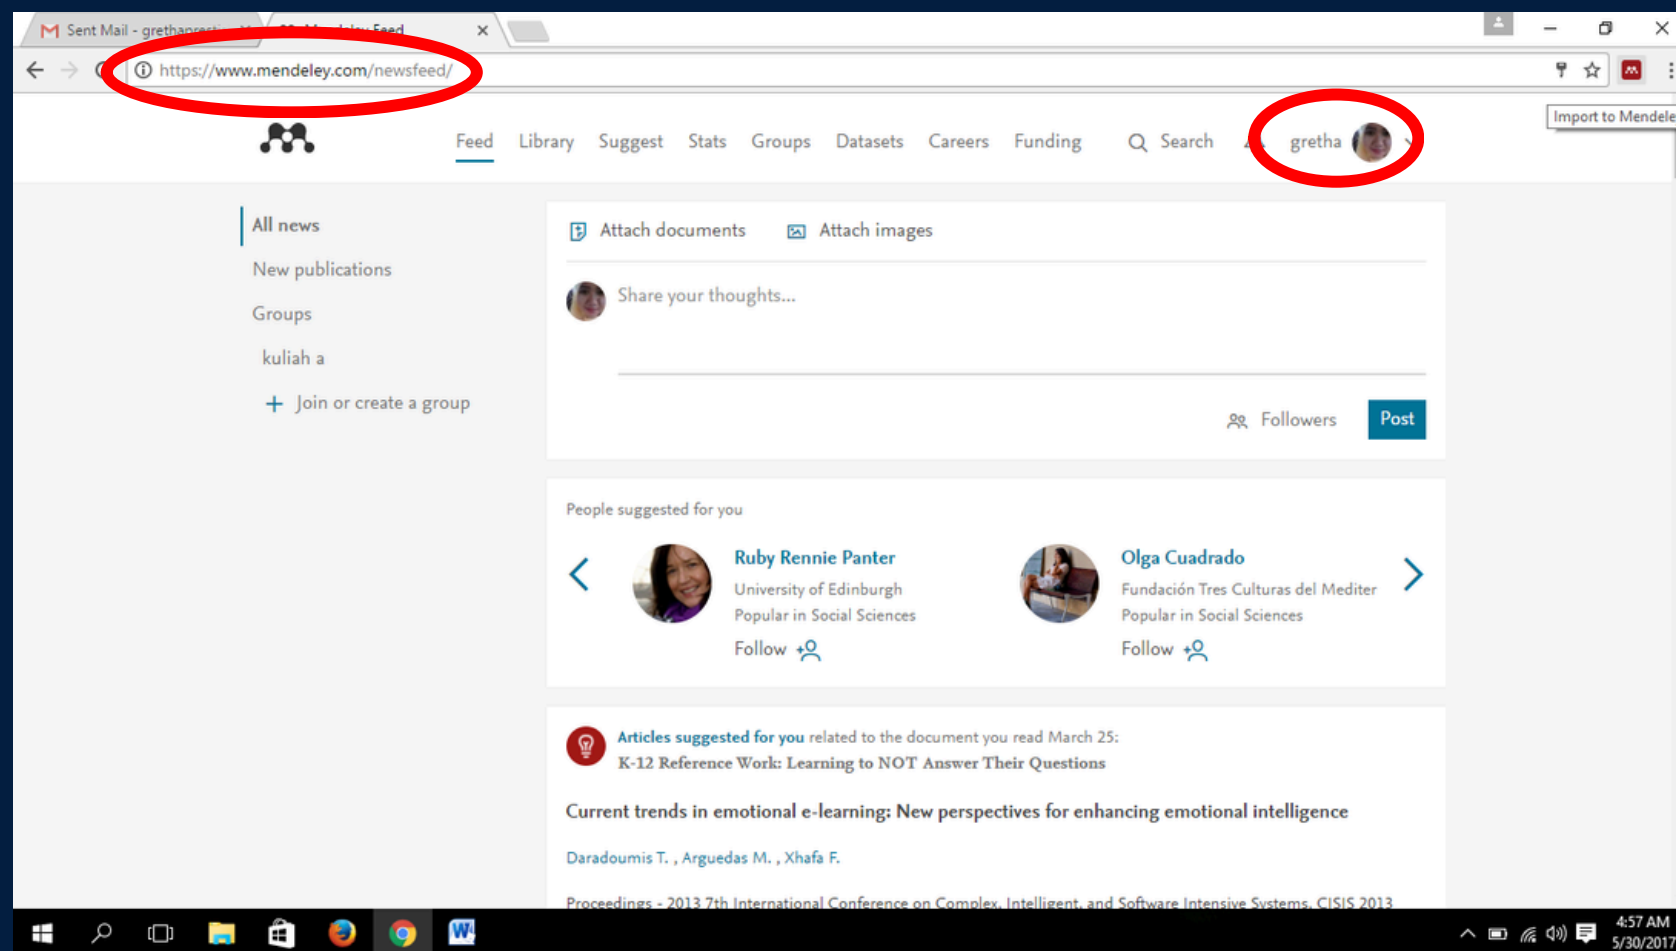 Sent Mail - grethaprest
Mendeley Feed
https://www.mendeley.com/newsfeed/
Import to Mendele
Feed Library Suggest Stats Groups Datasets Careers Funding Search gretha
All news
New publications
Groups
kuliah a
+ Join or create a group
Attach documents Attach images
Share your thoughts...
Followers Post
People suggested for you
Ruby Rennie Panter
University of Edinburgh
Popular in Social Sciences
Follow
Olga Cuadrado
Fundación Tres Culturas del Mediter
Popular in Social Sciences
Follow
Articles suggested for you related to the document you read March 25:
K-12 Reference Work: Learning to NOT Answer Their Questions
Current trends in emotional e-learning: New perspectives for enhancing emotional intelligence
Daradoumis T. , Arguedas M. , Xhafa F.
Proceedings - 2013 7th International Conference on Complex, Intelligent, and Software Intensive Systems, CISIS 2013
4:57 AM
5/30/2017